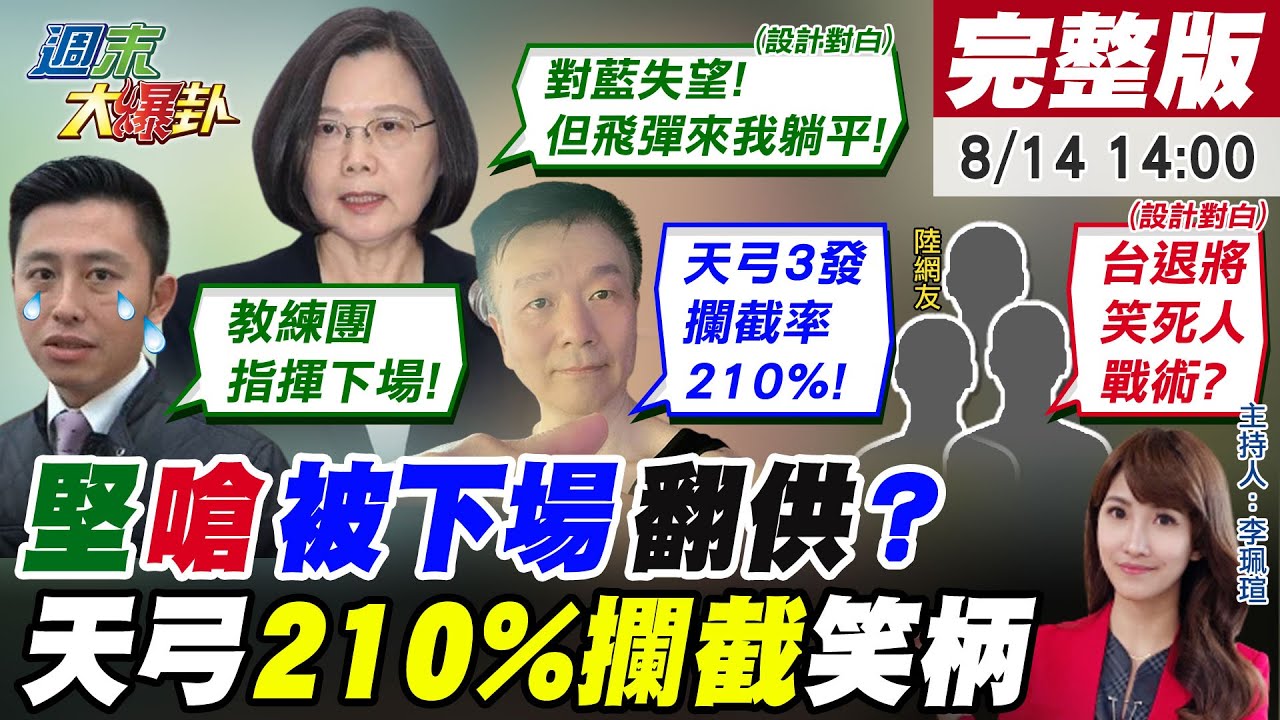 週末
大爆卦
(設計對白)
對藍失望!
但飛彈來我躺平!
完整版
8/14 14:00
教練團
指揮下場!
天弓3發
攔截率
210%!
陸網友
(設計對白)
台退將
笑死人
戰術?
主持人：李珮瑄
堅嗆被下場翻供?
天弓210%攔截笑柄